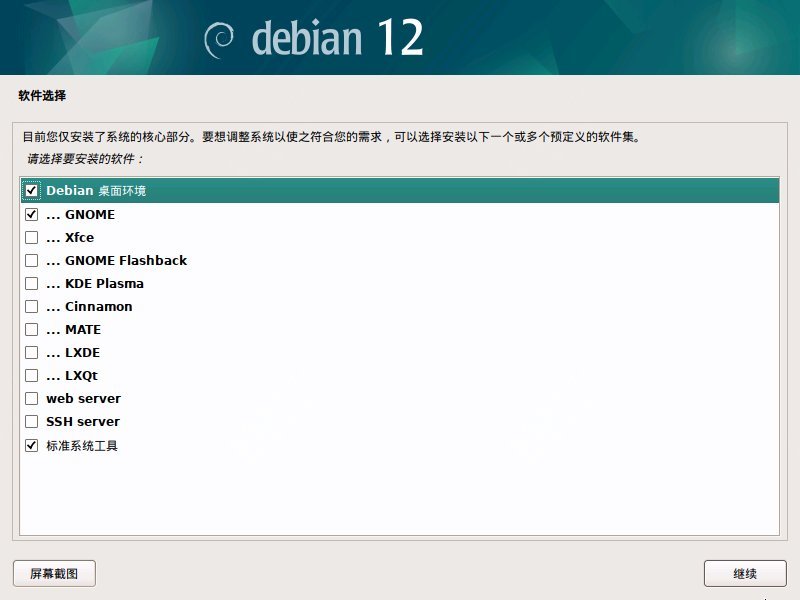 debian 12
软件选择
目前您仅安装了系统的核心部分。要想调整系统以使之符合您的需求，可以选择安装以下一个或多个预定义的软件集。
请选择要安装的软件：
Debian 桌面环境
... GNOME
... Xfce
... GNOME Flashback
... KDE Plasma
... Cinnamon
... MATE
... LXDE
... LXQt
web server
SSH server
标准系统工具
屏幕截图
继续